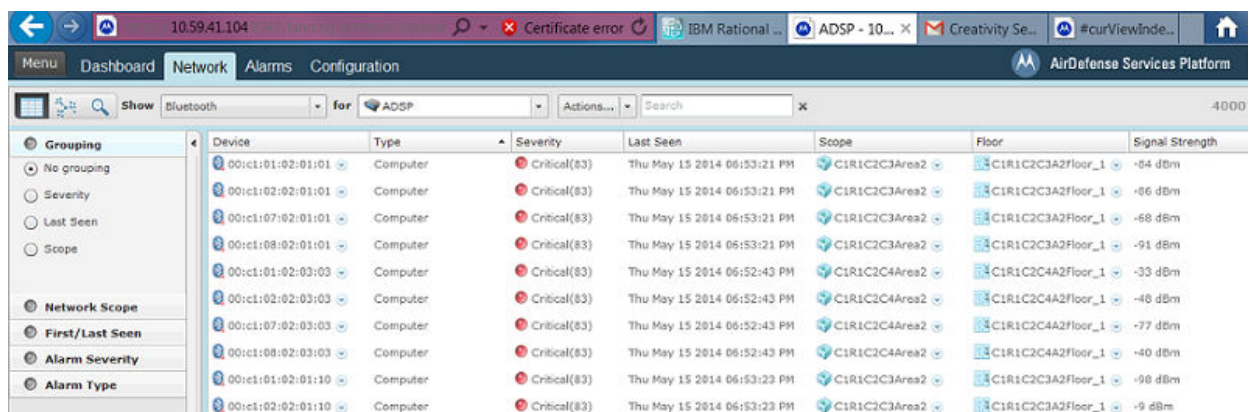 10.59.41.104 Certificate error IBM Rational ... ADSP - 10... Creativity Se... #curViewInde...
Menu Dashboard Network Alarms Configuration AirDefense Services Platform
Show Bluetooth for ADSP Actions... Search 4000
Grouping Device Type Severity Last Seen Scope Floor Signal Strength
No grouping 00:c1:01:02:01:01 Computer Critical(83) Thu May 15 2014 06:53:21 PM C1R1C2C3Area2 C1R1C2C3A2Floor_1 -84 dBm
Severity 00:c1:02:02:01:01 Computer Critical(83) Thu May 15 2014 06:53:21 PM C1R1C2C3Area2 C1R1C2C3A2Floor_1 -86 dBm
Last Seen 00:c1:07:02:01:01 Computer Critical(83) Thu May 15 2014 06:53:21 PM C1R1C2C3Area2 C1R1C2C3A2Floor_1 -68 dBm
Scope 00:c1:08:02:01:01 Computer Critical(83) Thu May 15 2014 06:53:21 PM C1R1C2C3Area2 C1R1C2C3A2Floor_1 -91 dBm
00:c1:01:02:03:03 Computer Critical(83) Thu May 15 2014 06:52:43 PM C1R1C2C4Area2 C1R1C2C4A2Floor_1 -33 dBm
Network Scope 00:c1:02:02:03:03 Computer Critical(83) Thu May 15 2014 06:52:43 PM C1R1C2C4Area2 C1R1C2C4A2Floor_1 -48 dBm
First/Last Seen 00:c1:07:02:03:03 Computer Critical(83) Thu May 15 2014 06:52:43 PM C1R1C2C4Area2 C1R1C2C4A2Floor_1 -77 dBm
Alarm Severity 00:c1:08:02:03:03 Computer Critical(83) Thu May 15 2014 06:52:43 PM C1R1C2C4Area2 C1R1C2C4A2Floor_1 -40 dBm
Alarm Type 00:c1:01:02:01:10 Computer Critical(83) Thu May 15 2014 06:53:23 PM C1R1C2C3Area2 C1R1C2C3A2Floor_1 -98 dBm
00:c1:02:02:01:10 Computer Critical(83) Thu May 15 2014 06:53:23 PM C1R1C2C3Area2 C1R1C2C3A2Floor_1 -9 dBm